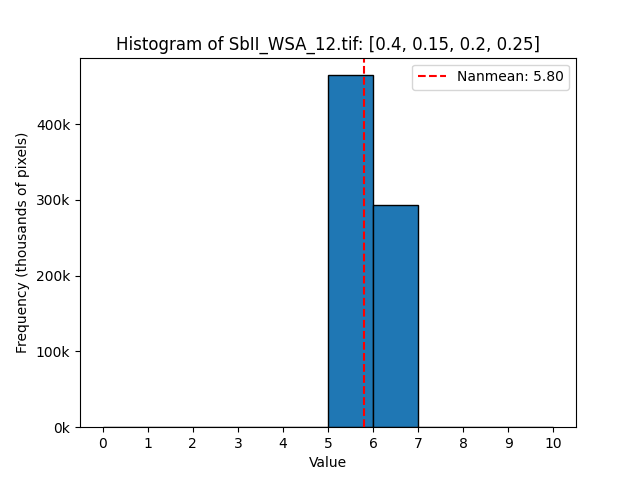 Histogram of SbII_WSA_12.tif: [0.4, 0.15, 0.2, 0.25]
Nanmean: 5.80
Frequency (thousands of pixels)
400k
300k
200k
100k
0k
0 1 2 3 4 5 6 7 8 9 10
Value